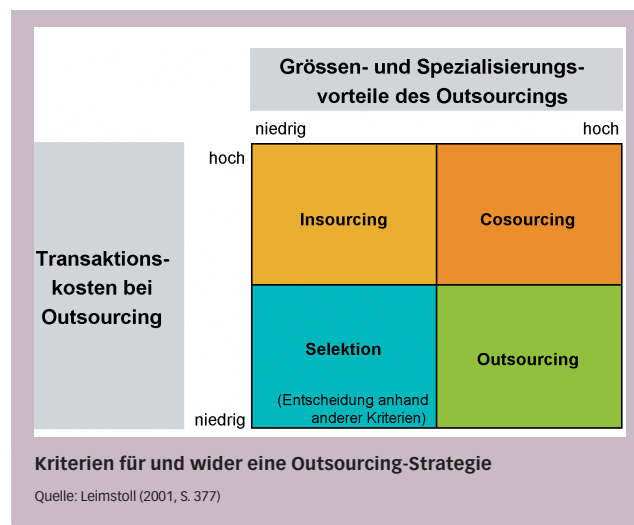 Grössen- und Spezialisierungs-
vorteile des Outsourcings
niedrig
hoch
hoch
Transaktions-
kosten bei
Outsourcing
niedrig
Insourcing
Cosourcing
Selektion
(Entscheidung anhand
anderer Kriterien)
Outsourcing
Kriterien für und wider eine Outsourcing-Strategie
Quelle: Leimstoll (2001, S. 377)